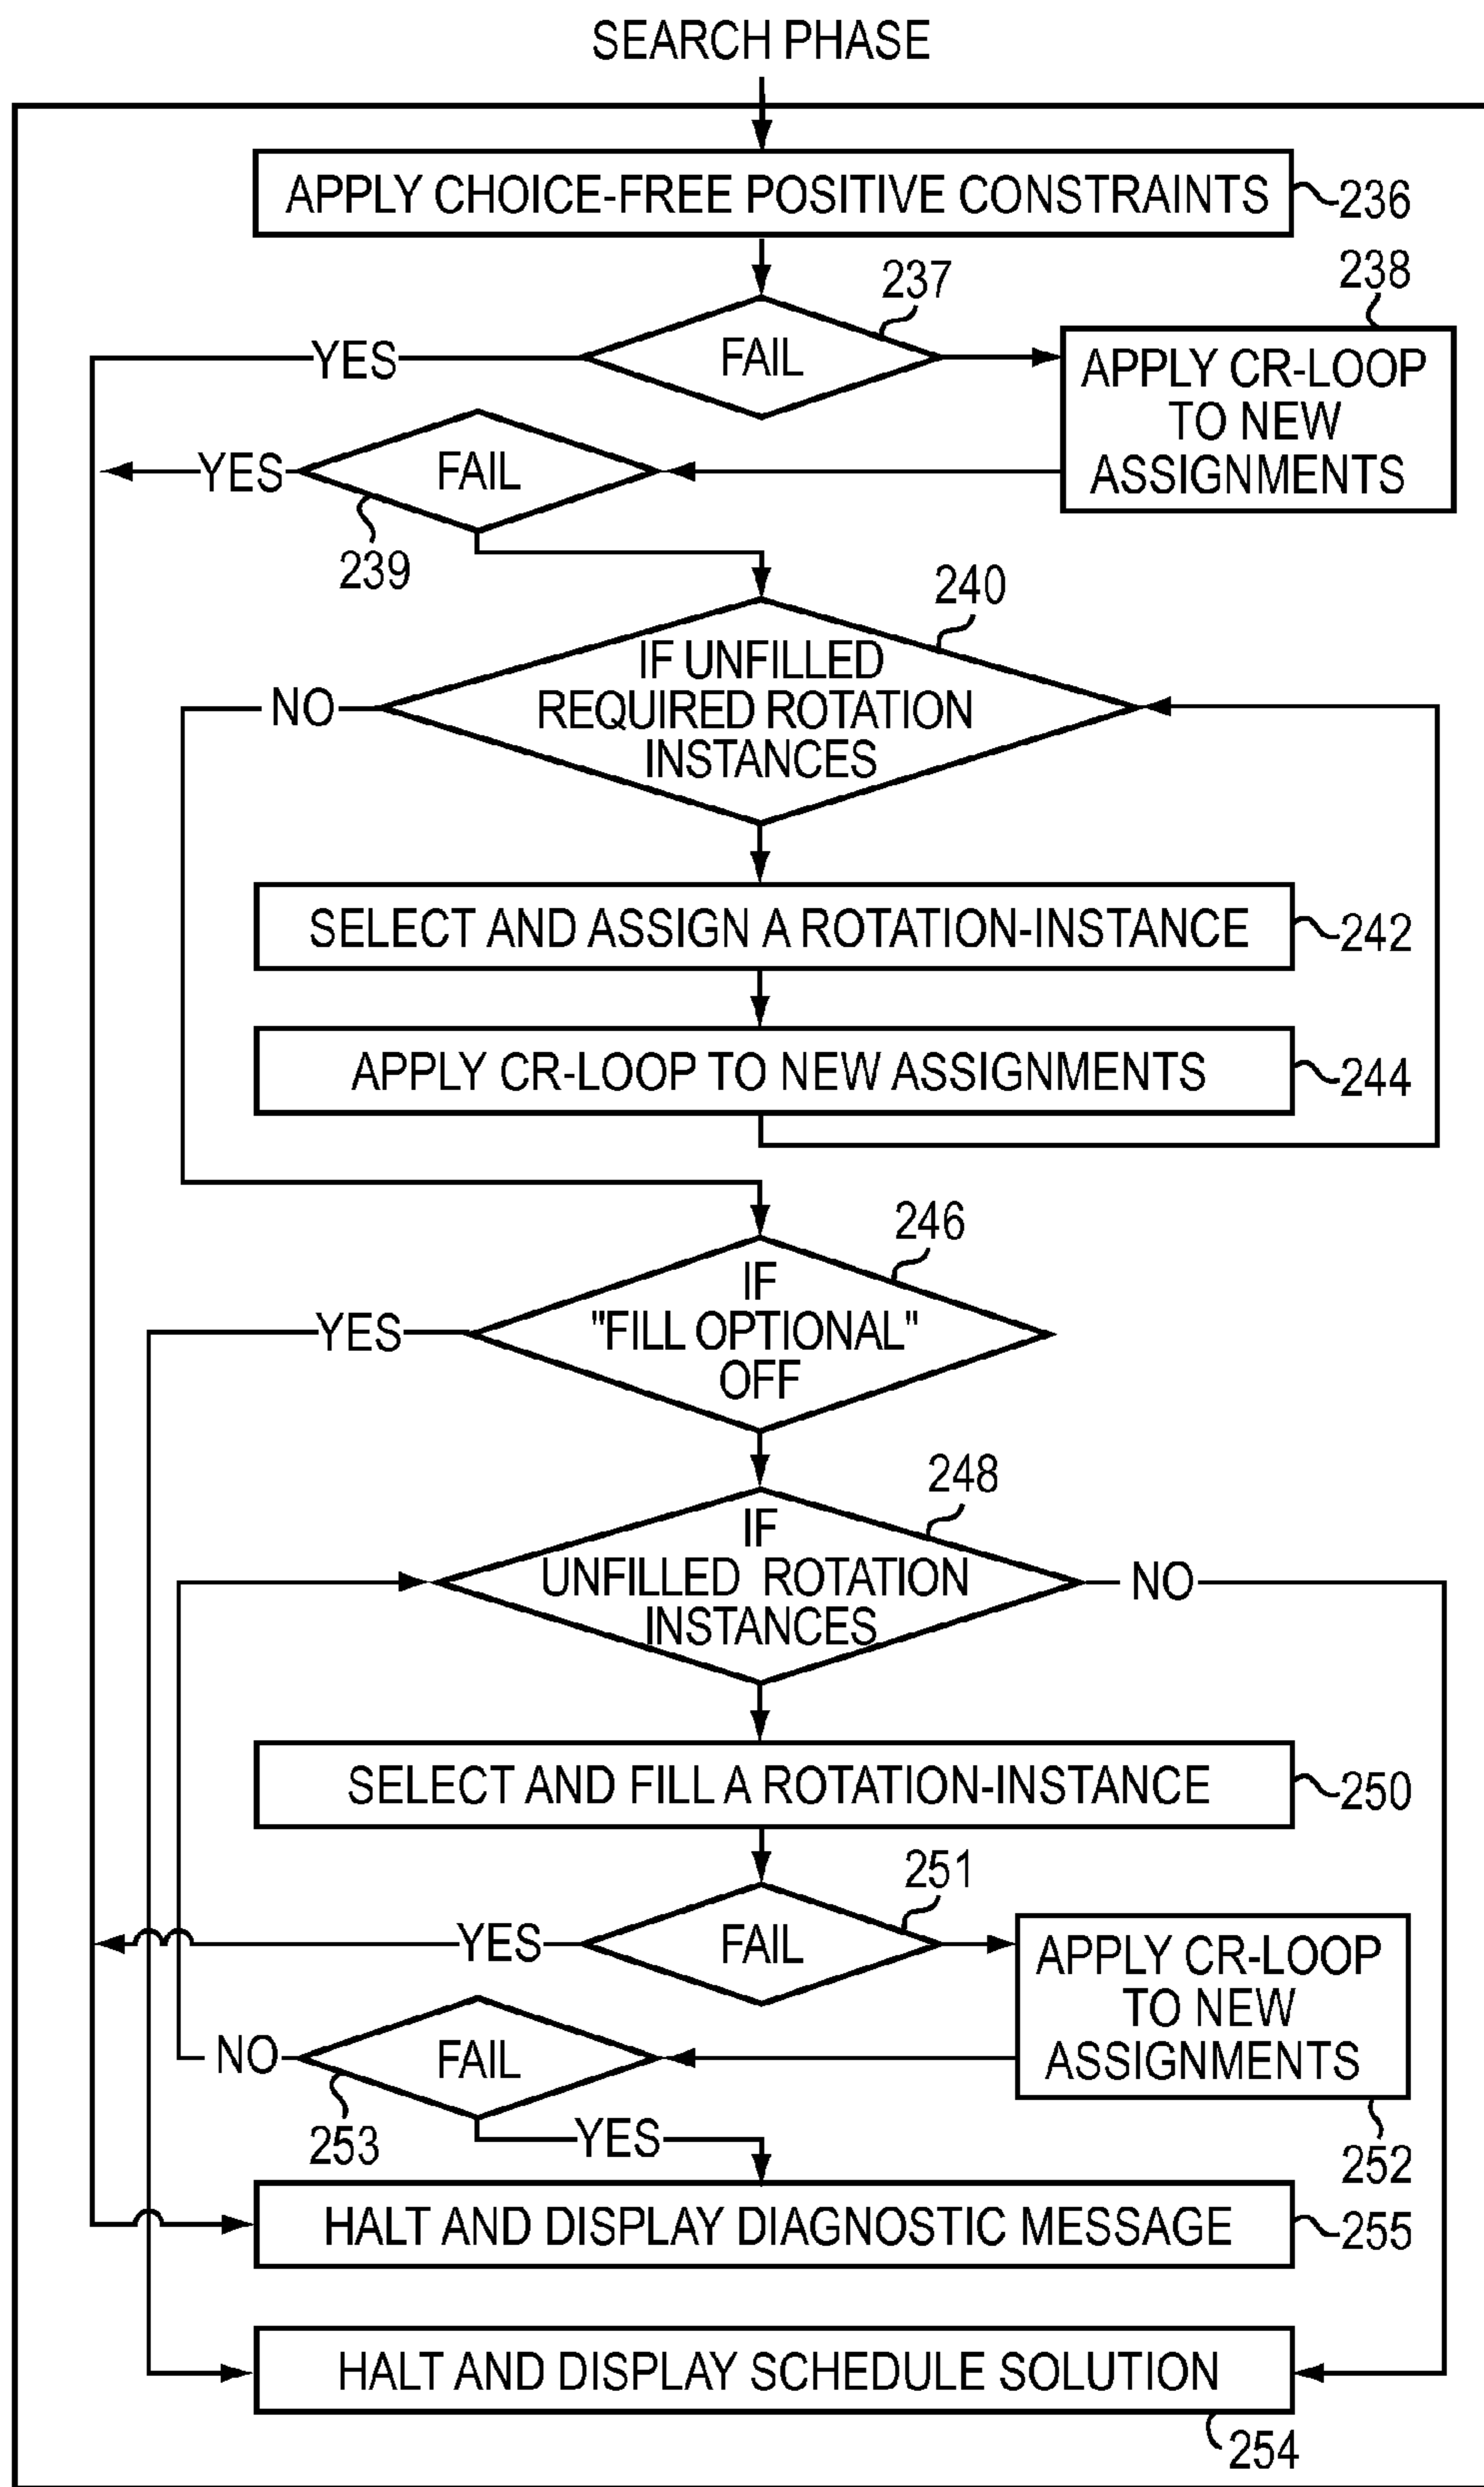 SEARCH PHASE
APPLY CHOICE-FREE POSITIVE CONSTRAINTS
236
237
238
YES
FAIL
APPLY CR-LOOP
TO NEW
ASSIGNMENTS
YES
FAIL
239
240
IF UNFILLED
REQUIRED ROTATION
INSTANCES
NO
SELECT AND ASSIGN A ROTATION-INSTANCE
242
APPLY CR-LOOP TO NEW ASSIGNMENTS
244
246
IF
"FILL OPTIONAL"
OFF
YES
248
IF
UNFILLED ROTATION
INSTANCES
NO
SELECT AND FILL A ROTATION-INSTANCE
250
251
YES
FAIL
APPLY CR-LOOP
TO NEW
ASSIGNMENTS
252
NO
FAIL
253
YES
HALT AND DISPLAY DIAGNOSTIC MESSAGE
255
HALT AND DISPLAY SCHEDULE SOLUTION
254